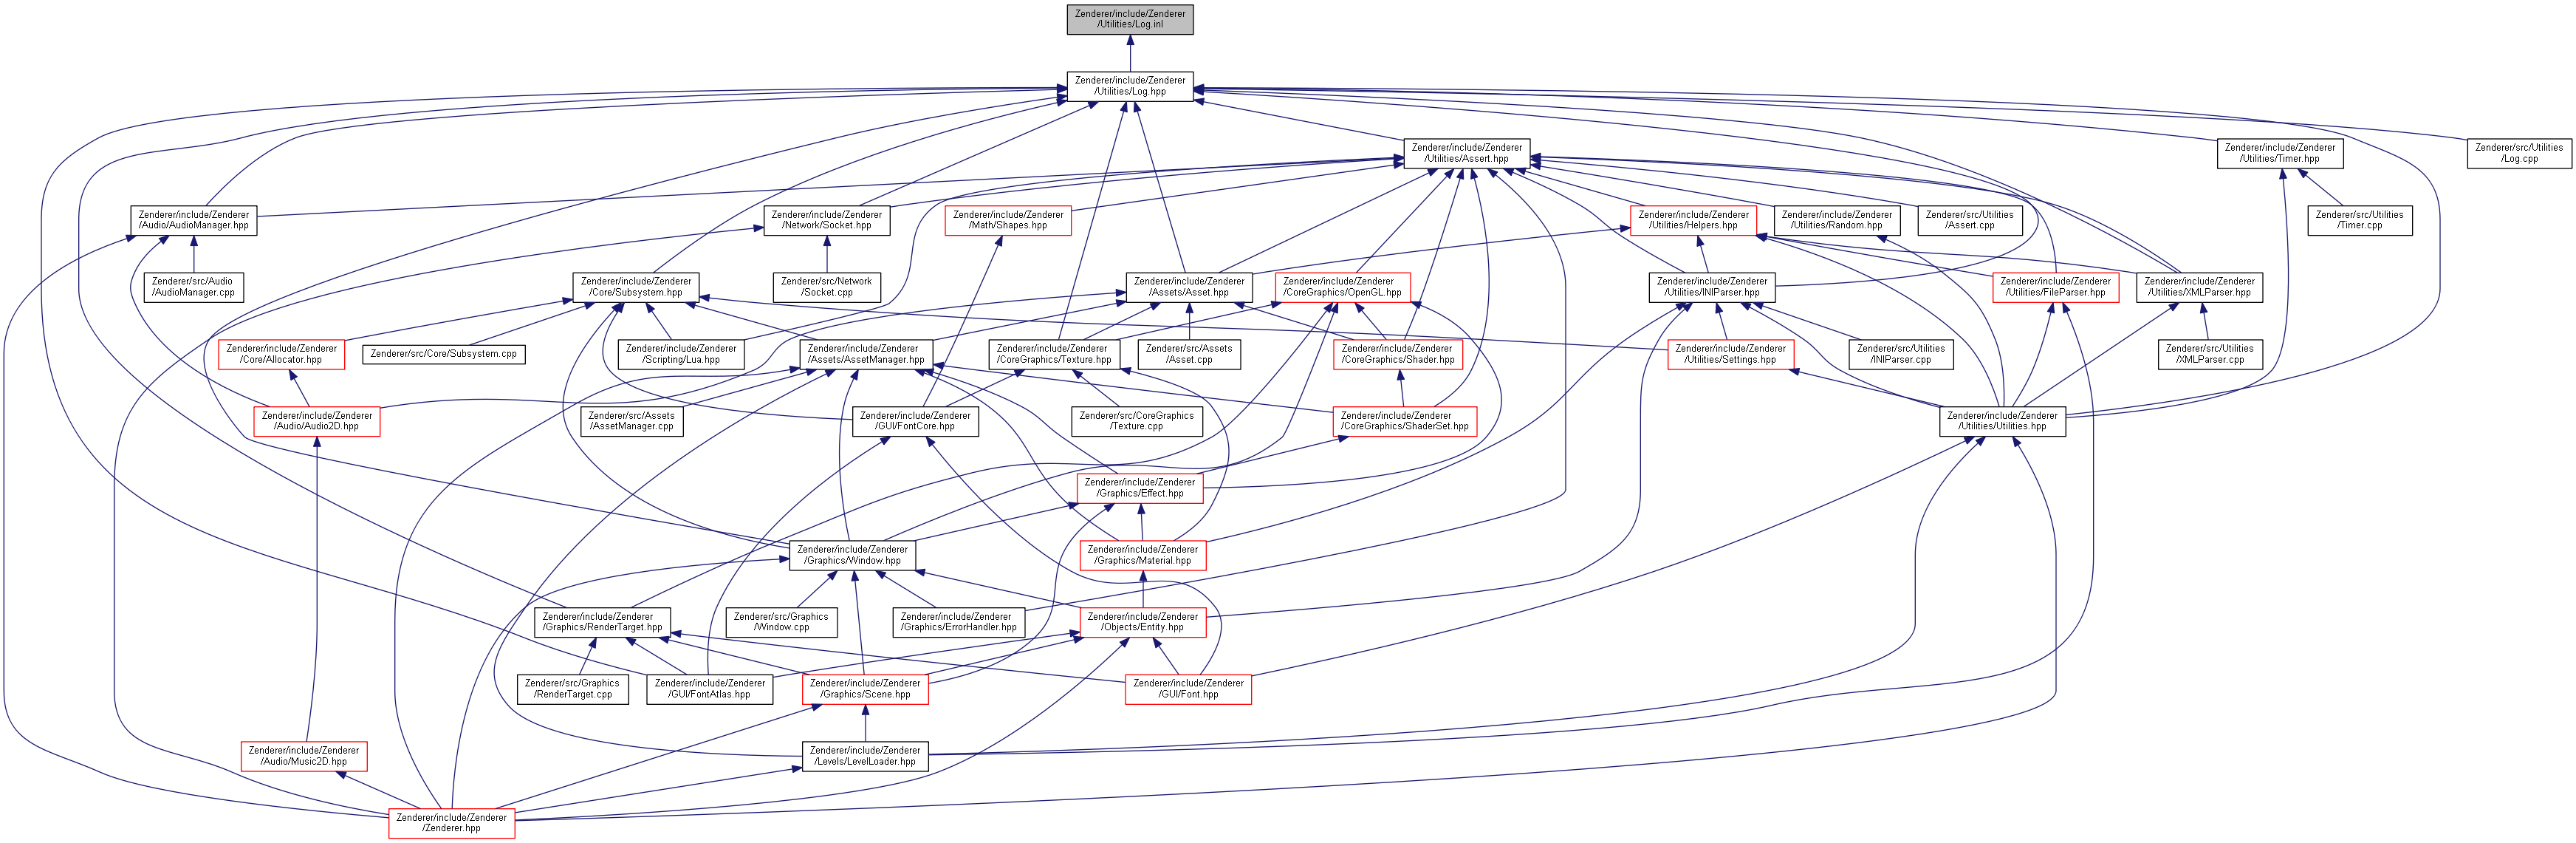 Zenderer/include/Zenderer
/Utilities/Log.inl
Zenderer/include/Zenderer
/Utilities/Log.hpp
Zenderer/include/Zenderer
/Utilities/Assert.hpp
Zenderer/include/Zenderer
/Utilities/Timer.hpp
Zenderer/src/Utilities
/Log.cpp
Zenderer/include/Zenderer
/Audio/AudioManager.hpp
Zenderer/include/Zenderer
/Network/Socket.hpp
Zenderer/include/Zenderer
/Math/Shapes.hpp
Zenderer/include/Zenderer
/Utilities/Helpers.hpp
Zenderer/include/Zenderer
/Utilities/Random.hpp
Zenderer/src/Utilities
/Assert.cpp
Zenderer/src/Utilities
/Timer.cpp
Zenderer/src/Audio
/AudioManager.cpp
Zenderer/include/Zenderer
/Core/Subsystem.hpp
Zenderer/src/Network
/Socket.cpp
Zenderer/include/Zenderer
/Assets/Asset.hpp
Zenderer/include/Zenderer
/CoreGraphics/OpenGL.hpp
Zenderer/include/Zenderer
/Utilities/INIParser.hpp
Zenderer/include/Zenderer
/Utilities/FileParser.hpp
Zenderer/include/Zenderer
/Utilities/XMLParser.hpp
Zenderer/include/Zenderer
/Core/Allocator.hpp
Zenderer/src/Core/Subsystem.cpp
Zenderer/include/Zenderer
/Scripting/Lua.hpp
Zenderer/include/Zenderer
/Assets/AssetManager.hpp
Zenderer/include/Zenderer
/CoreGraphics/Texture.hpp
Zenderer/src/Assets
/Asset.cpp
Zenderer/include/Zenderer
/CoreGraphics/Shader.hpp
Zenderer/include/Zenderer
/Utilities/Settings.hpp
Zenderer/src/Utilities
/INIParser.cpp
Zenderer/src/Utilities
/XMLParser.cpp
Zenderer/include/Zenderer
/Audio/Audio2D.hpp
Zenderer/src/Assets
/AssetManager.cpp
Zenderer/include/Zenderer
/GUI/FontCore.hpp
Zenderer/src/CoreGraphics
/Texture.cpp
Zenderer/include/Zenderer
/CoreGraphics/ShaderSet.hpp
Zenderer/include/Zenderer
/Utilities/Utilities.hpp
Zenderer/include/Zenderer
/Graphics/Effect.hpp
Zenderer/include/Zenderer
/Graphics/Window.hpp
Zenderer/include/Zenderer
/Graphics/Material.hpp
Zenderer/include/Zenderer
/Graphics/RenderTarget.hpp
Zenderer/src/Graphics
/Window.cpp
Zenderer/include/Zenderer
/Graphics/ErrorHandler.hpp
Zenderer/include/Zenderer
/Objects/Entity.hpp
Zenderer/src/Graphics
/RenderTarget.cpp
Zenderer/include/Zenderer
/GUI/FontAtlas.hpp
Zenderer/include/Zenderer
/Graphics/Scene.hpp
Zenderer/include/Zenderer
/GUI/Font.hpp
Zenderer/include/Zenderer
/Audio/Music2D.hpp
Zenderer/include/Zenderer
/Levels/LevelLoader.hpp
Zenderer/include/Zenderer
/Zenderer.hpp